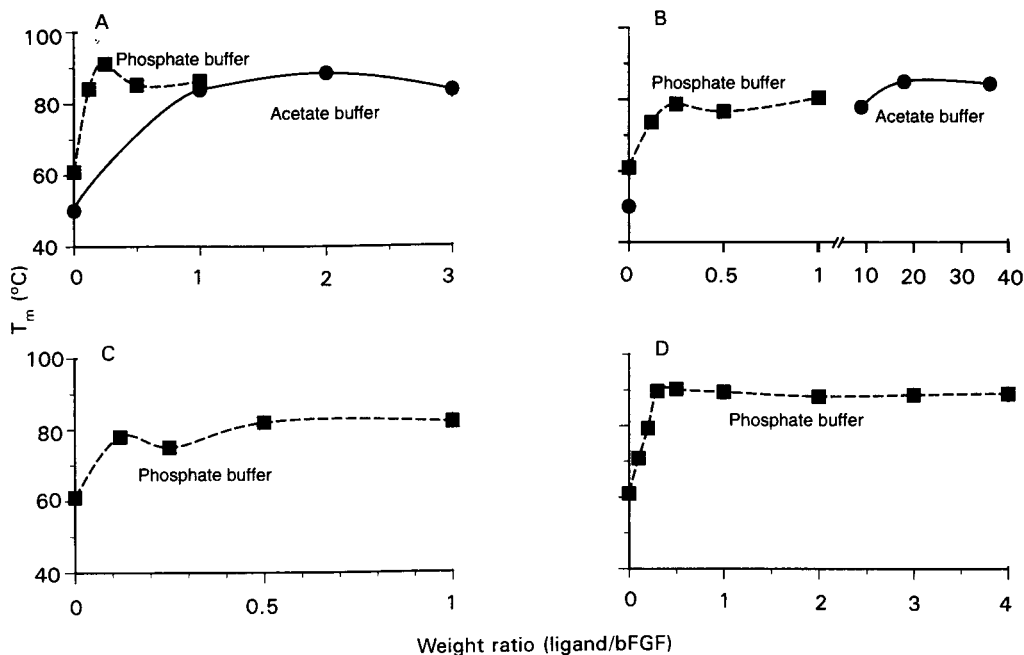 A
100
Phosphate buffer
80
Acetate buffer
60
40
0
1
2
3
B
Phosphate buffer
Acetate buffer
0
0.5
1
10
20
30
40
Tm (°C)
C
100
80
Phosphate buffer
60
40
0
0.5
1
D
Phosphate buffer
0
1
2
3
4
Weight ratio (ligand/bFGF)